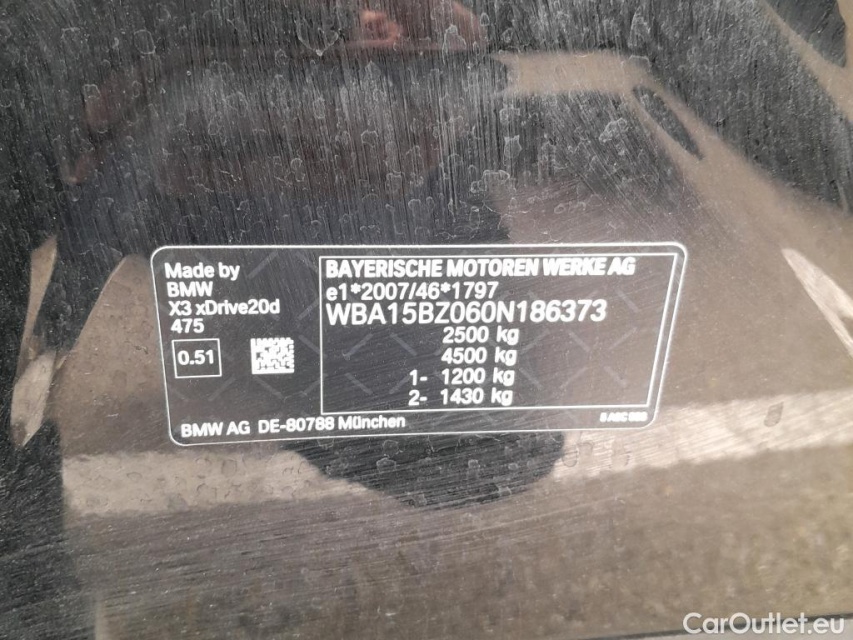 Made by
BMW
X3 xDrive20d
475
0.51
BAYERISCHE MOTOREN WERKE AG
e1*2007/46*1797
WBA15BZ060N186373
2500 kg
4500 kg
1- 1200 kg
2- 1430 kg
BMW AG DE-80788 München
CarOutlet.eu